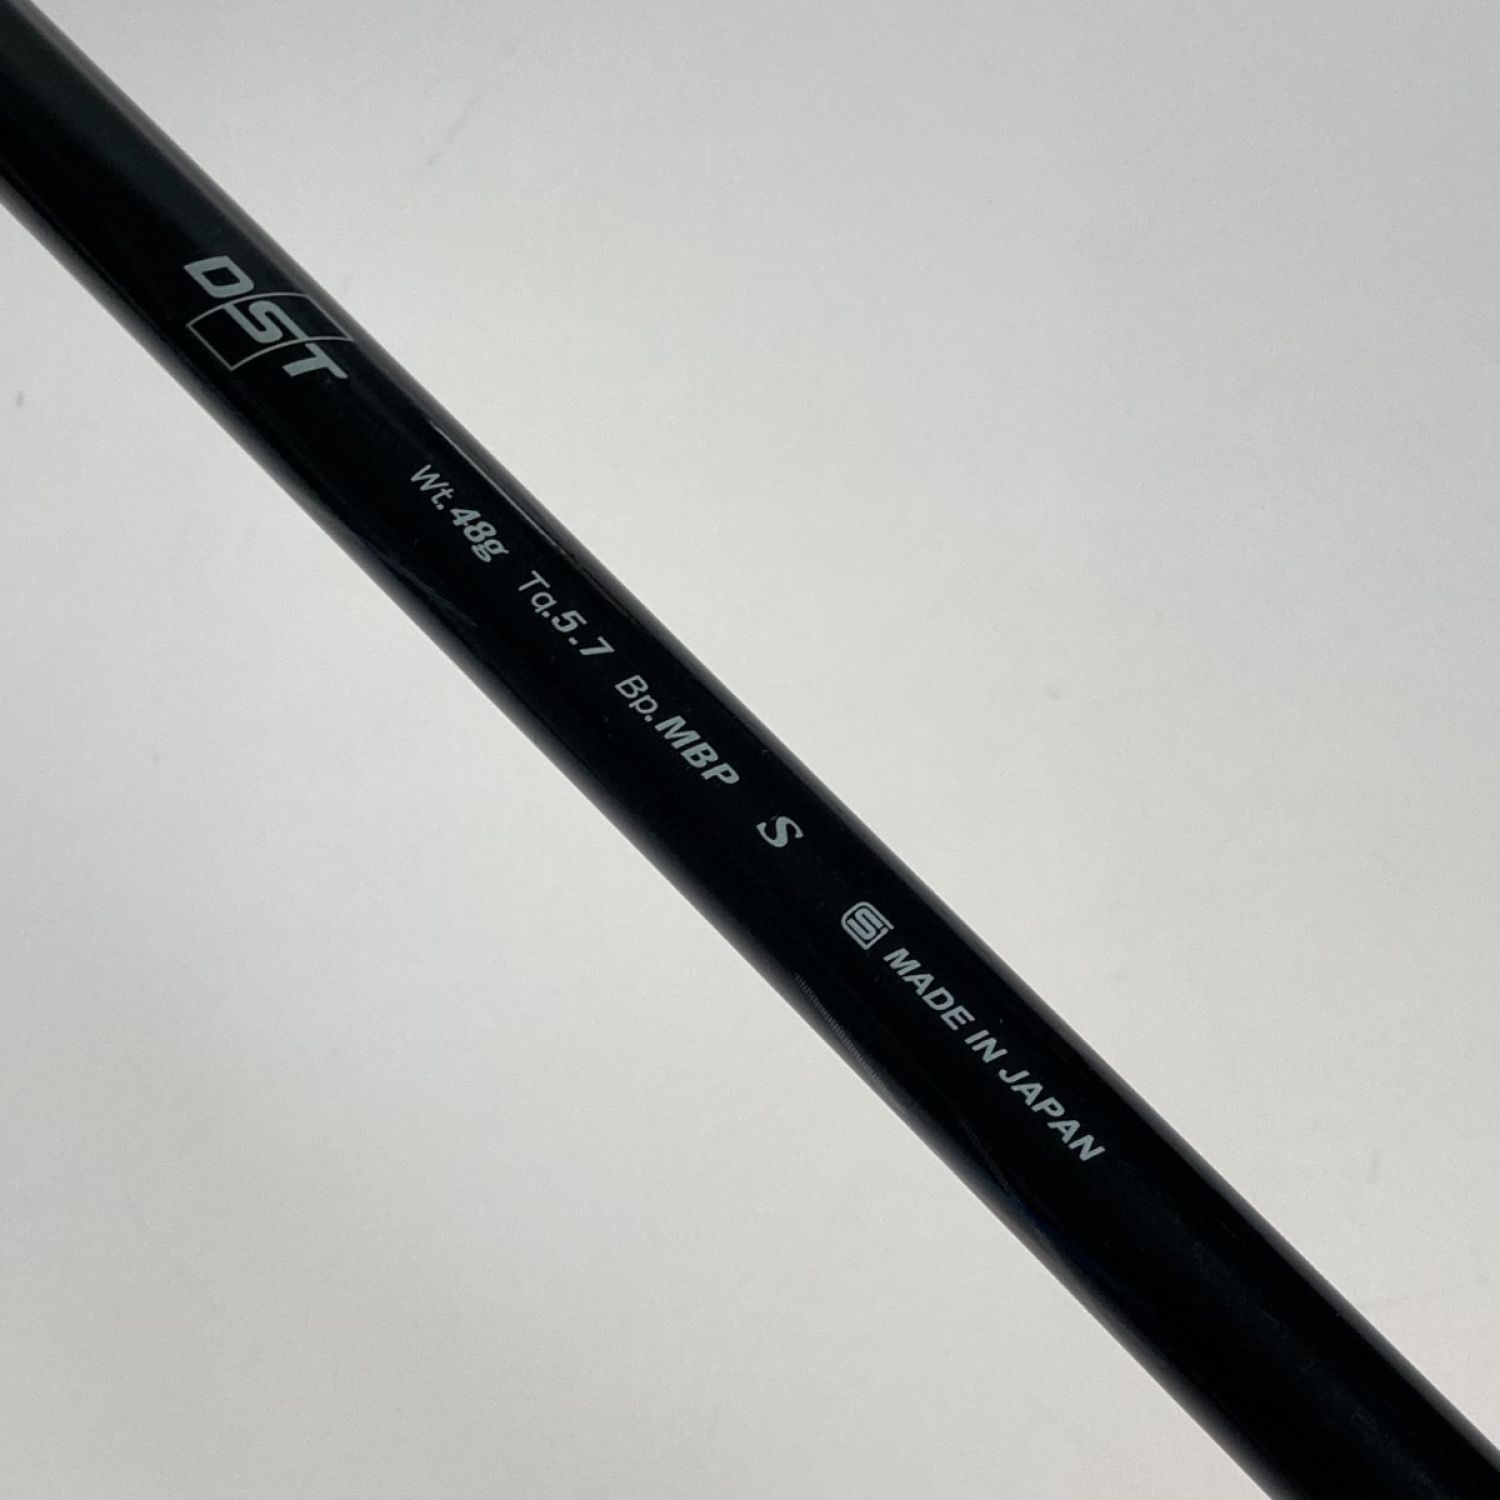 DST
Wt.48g Tq.5.7 Bp.MBP S
MADE IN JAPAN